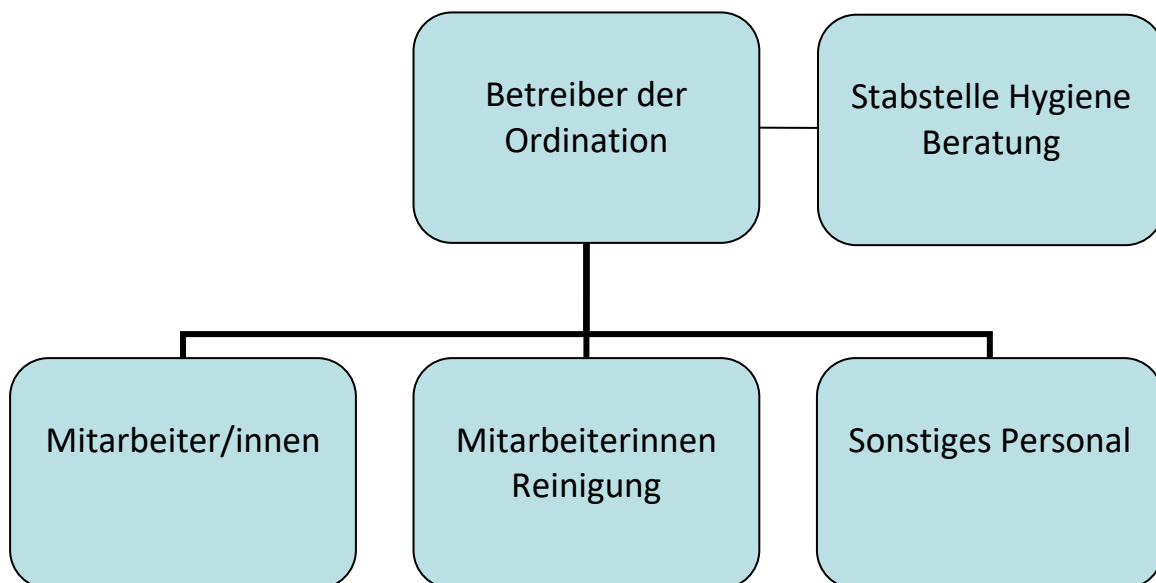 Betreiber der
Ordination
Stabstelle Hygiene
Beratung
Mitarbeiter/innen
Mitarbeiterinnen
Reinigung
Sonstiges Personal